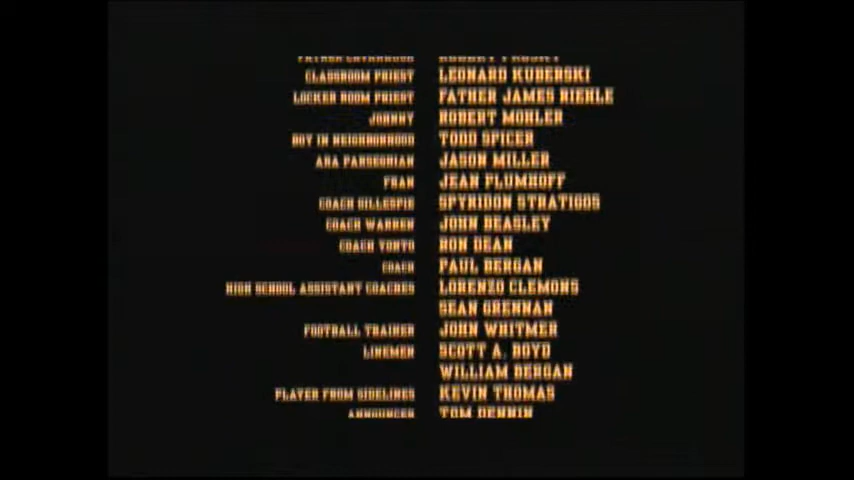 CLASSROOM PRIEST LEONARD KUBERSKI
LOCKER ROOM PRIEST FATHER JAMES RIEHLE
JOHNNY ROBERT MOHLER
BOY IN NEIGHBORHOOD TODD SPICER
ARA PARSEGHIAN JASON MILLER
FRAN JEAN PLUMHOFF
COACH GILLESPIE SPYRIDON STRATIGOS
COACH WARREN JOHN BEASLEY
COACH YONTO RON DEAN
COACH PAUL BERGAN
HIGH SCHOOL ASSISTANT COACHES LORENZO CLEMONS
SEAN GRENNAN
FOOTBALL TRAINER JOHN WHITMER
LINEMEN SCOTT A. BOYD
WILLIAM BERGAN
PLAYER FROM SIDELINES KEVIN THOMAS
ANNOUNCER TOM